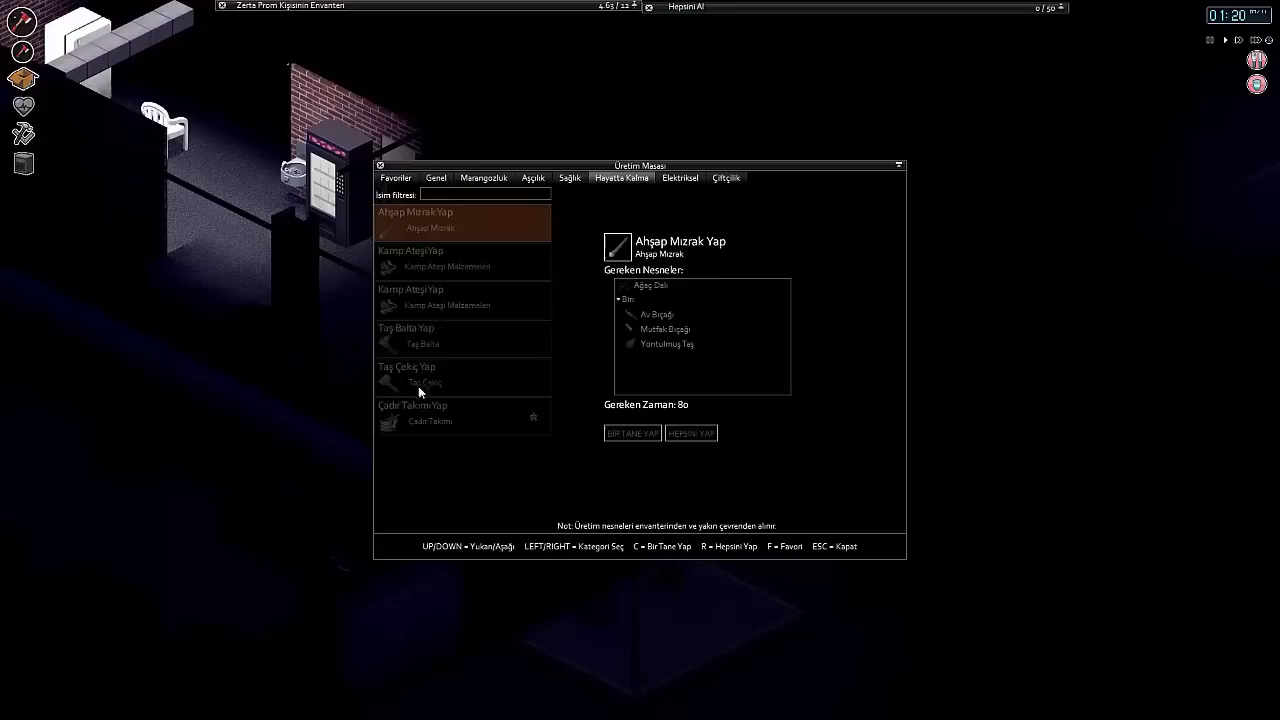 Zerta Prom Kişisinin Envanteri 4.63 / 12
Hepsini Al 0 / 50
01:20
Üretim Masası
Favoriler Genel Marangozluk Aşçılık Sağlık Hayatta Kalma Elektriksel Çiftçilik
İsim filtresi:
Ahşap Mızrak Yap
Ahşap Mızrak
Kamp Ateşi Yap
Kamp Ateşi Malzemeleri
Kamp Ateşi Yap
Kamp Ateşi Malzemeleri
Taş Balta Yap
Taş Balta
Taş Çekiç Yap
Taş Çekiç
Çadır Takımı Yap
Çadır Takımı
Ahşap Mızrak Yap
Ahşap Mızrak
Gereken Nesneler:
Ağaç Dalı
Biri
Av Bıçağı
Mutfak Bıçağı
Yontulmuş Taş
Gereken Zaman: 80
BİR TANE YAP HEPSİNİ YAP
Not: Üretim nesneleri envanterinden ve yakın çevrenden alınır.
UP/DOWN = Yukarı/Aşağı LEFT/RIGHT = Kategori Seç C = Bir Tane Yap R = Hepsini Yap F = Favori ESC = Kapat